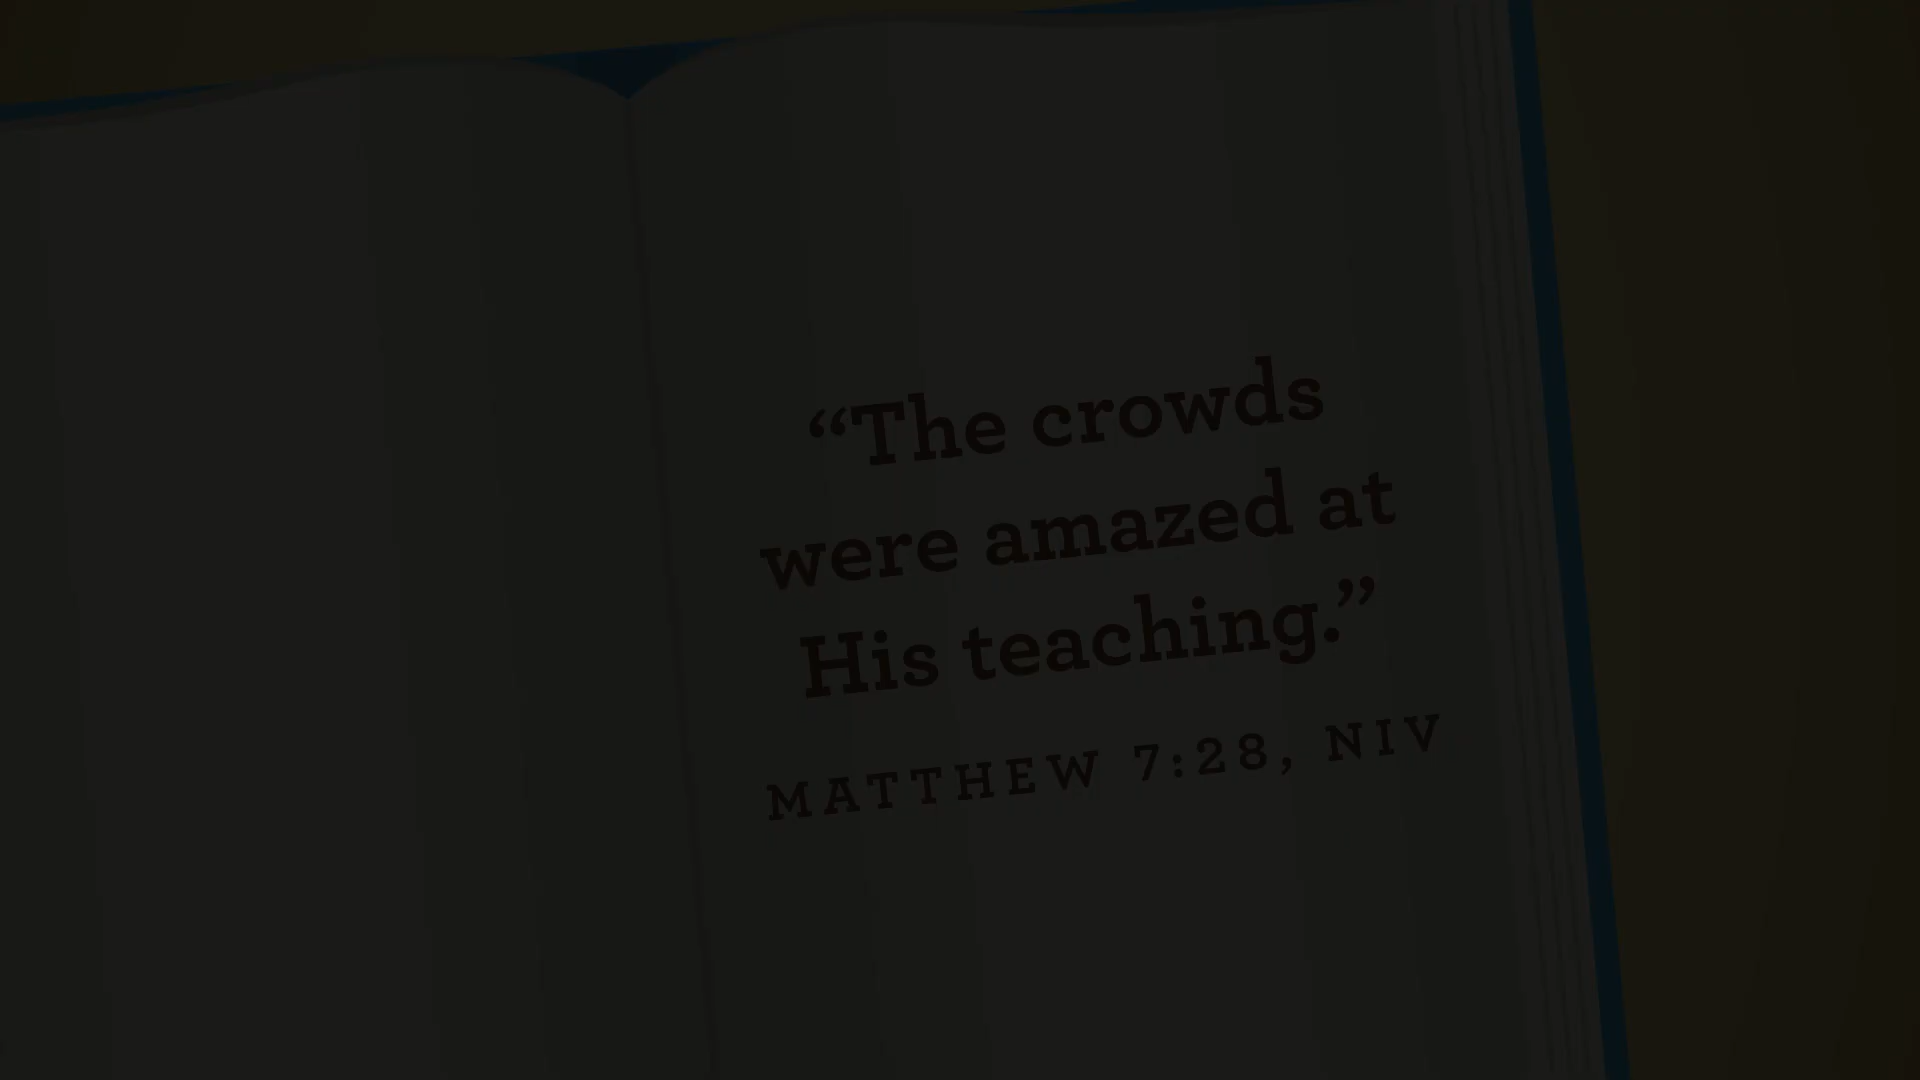 “The crowds
were amazed at
His teaching.”
MATTHEW 7:28, NIV